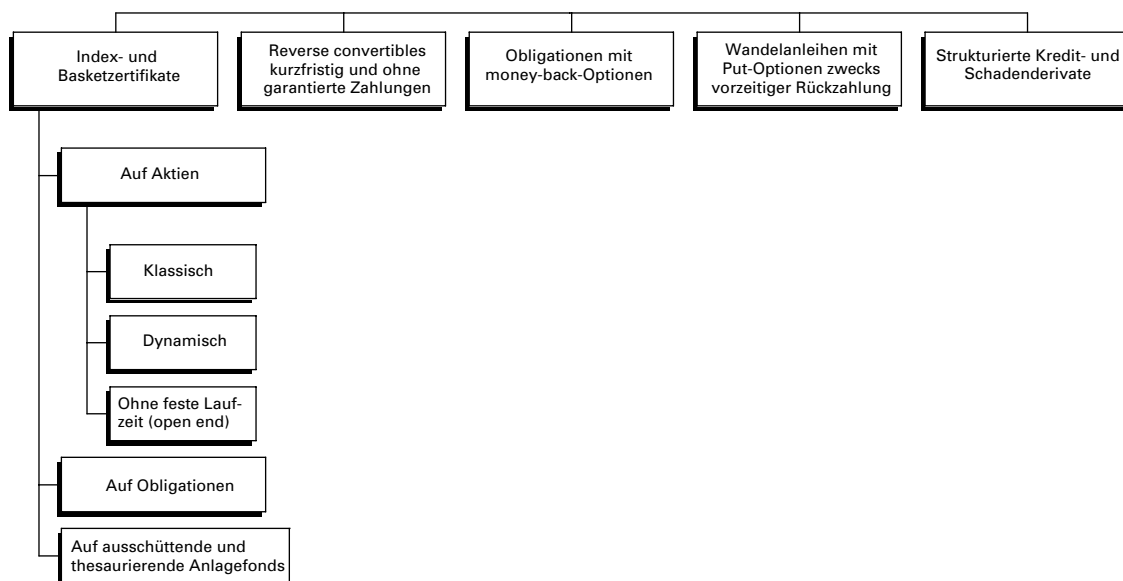 Index- und
Basketzertifikate
Reverse convertibles
kurzfristig und ohne
garantierte Zahlungen
Obligationen mit
money-back-Optionen
Wandelanleihen mit
Put-Optionen zwecks
vorzeitiger Rückzahlung
Strukturierte Kredit- und
Schadenderivate
Auf Aktien
Klassisch
Dynamisch
Ohne feste Lauf-
zeit (open end)
Auf Obligationen
Auf ausschüttende und
thesaurierende Anlagefonds